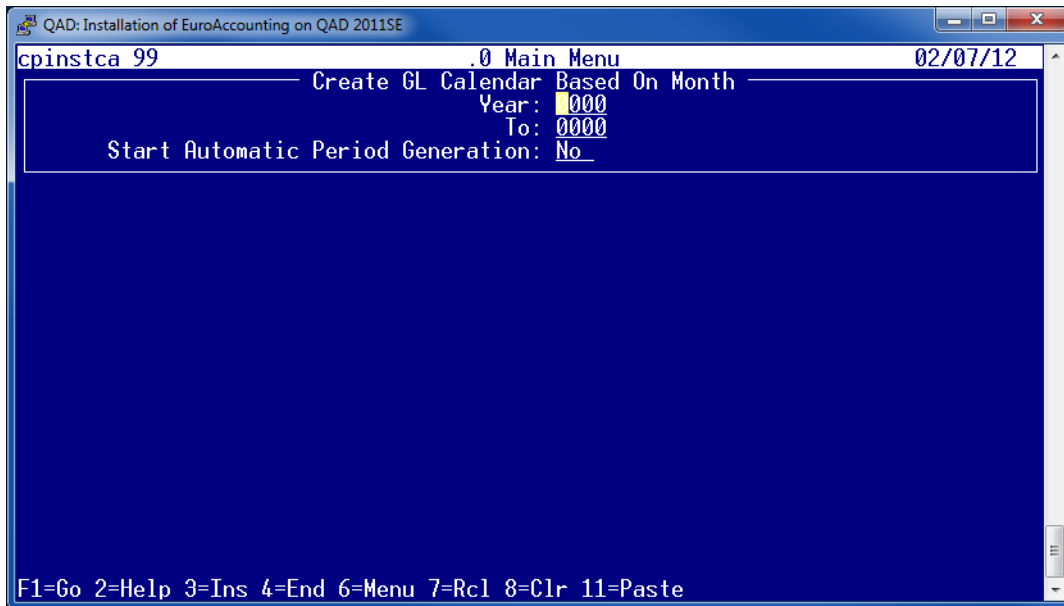 QAD: Installation of EuroAccounting on QAD 2011SE
cpinstca 99 .0 Main Menu 02/07/12
Create GL Calendar Based On Month
Year: 0000
To: 0000
Start Automatic Period Generation: No
F1=Go 2=Help 3=Ins 4=End 6=Menu 7=Rcl 8=Clr 11=Paste